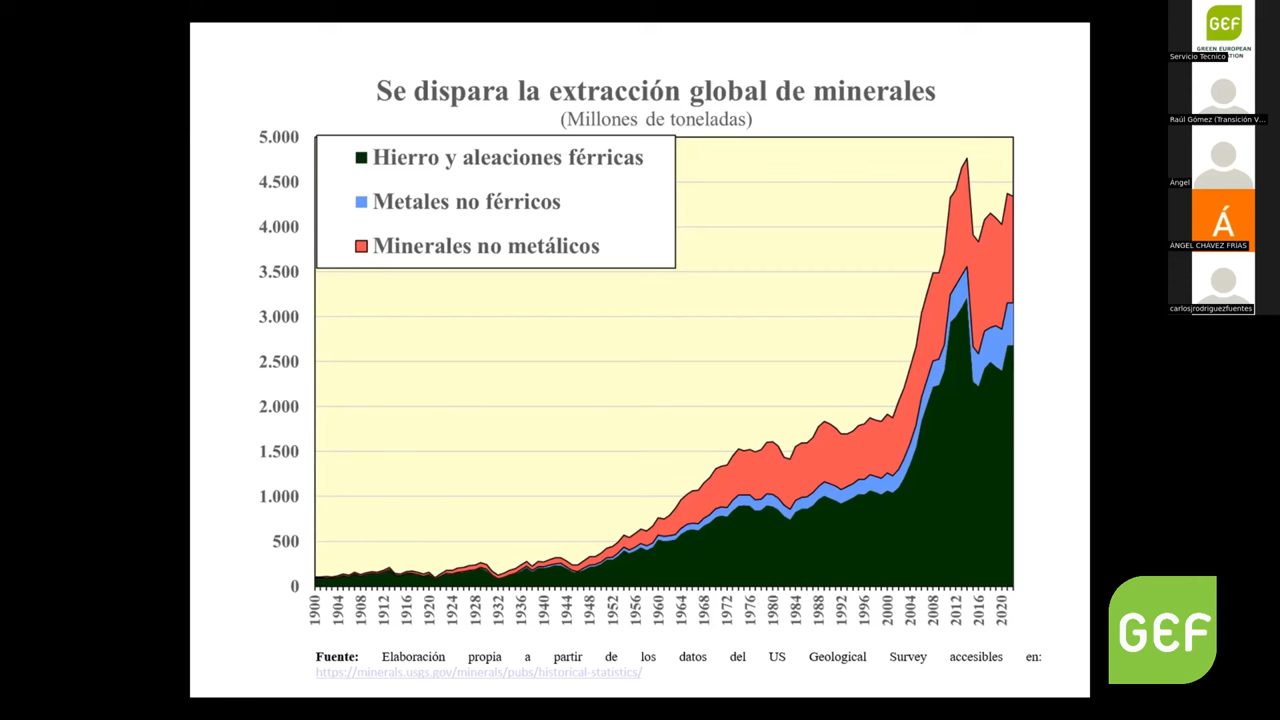 Se dispara la extracción global de minerales
(Millones de toneladas)
Hierro y aleaciones férricas
Metales no férricos
Minerales no metálicos
5.000
4.500
4.000
3.500
3.000
2.500
2.000
1.500
1.000
500
0
1900
1904
1908
1912
1916
1920
1924
1928
1932
1936
1940
1944
1948
1952
1956
1960
1964
1968
1972
1976
1980
1984
1988
1992
1996
2000
2004
2008
2012
2016
2020
Fuente: Elaboración propia a partir de los datos del US Geological Survey accesibles en:
https://minerals.usgs.gov/minerals/pubs/historical-statistics/
GEF
GREEN EUROPEAN
Servicio Tecnico
Raúl Gómez (Transición V...
Ángel
Á
ÁNGEL CHÁVEZ FRIAS
carlosjrodriguezfuentes
GEF